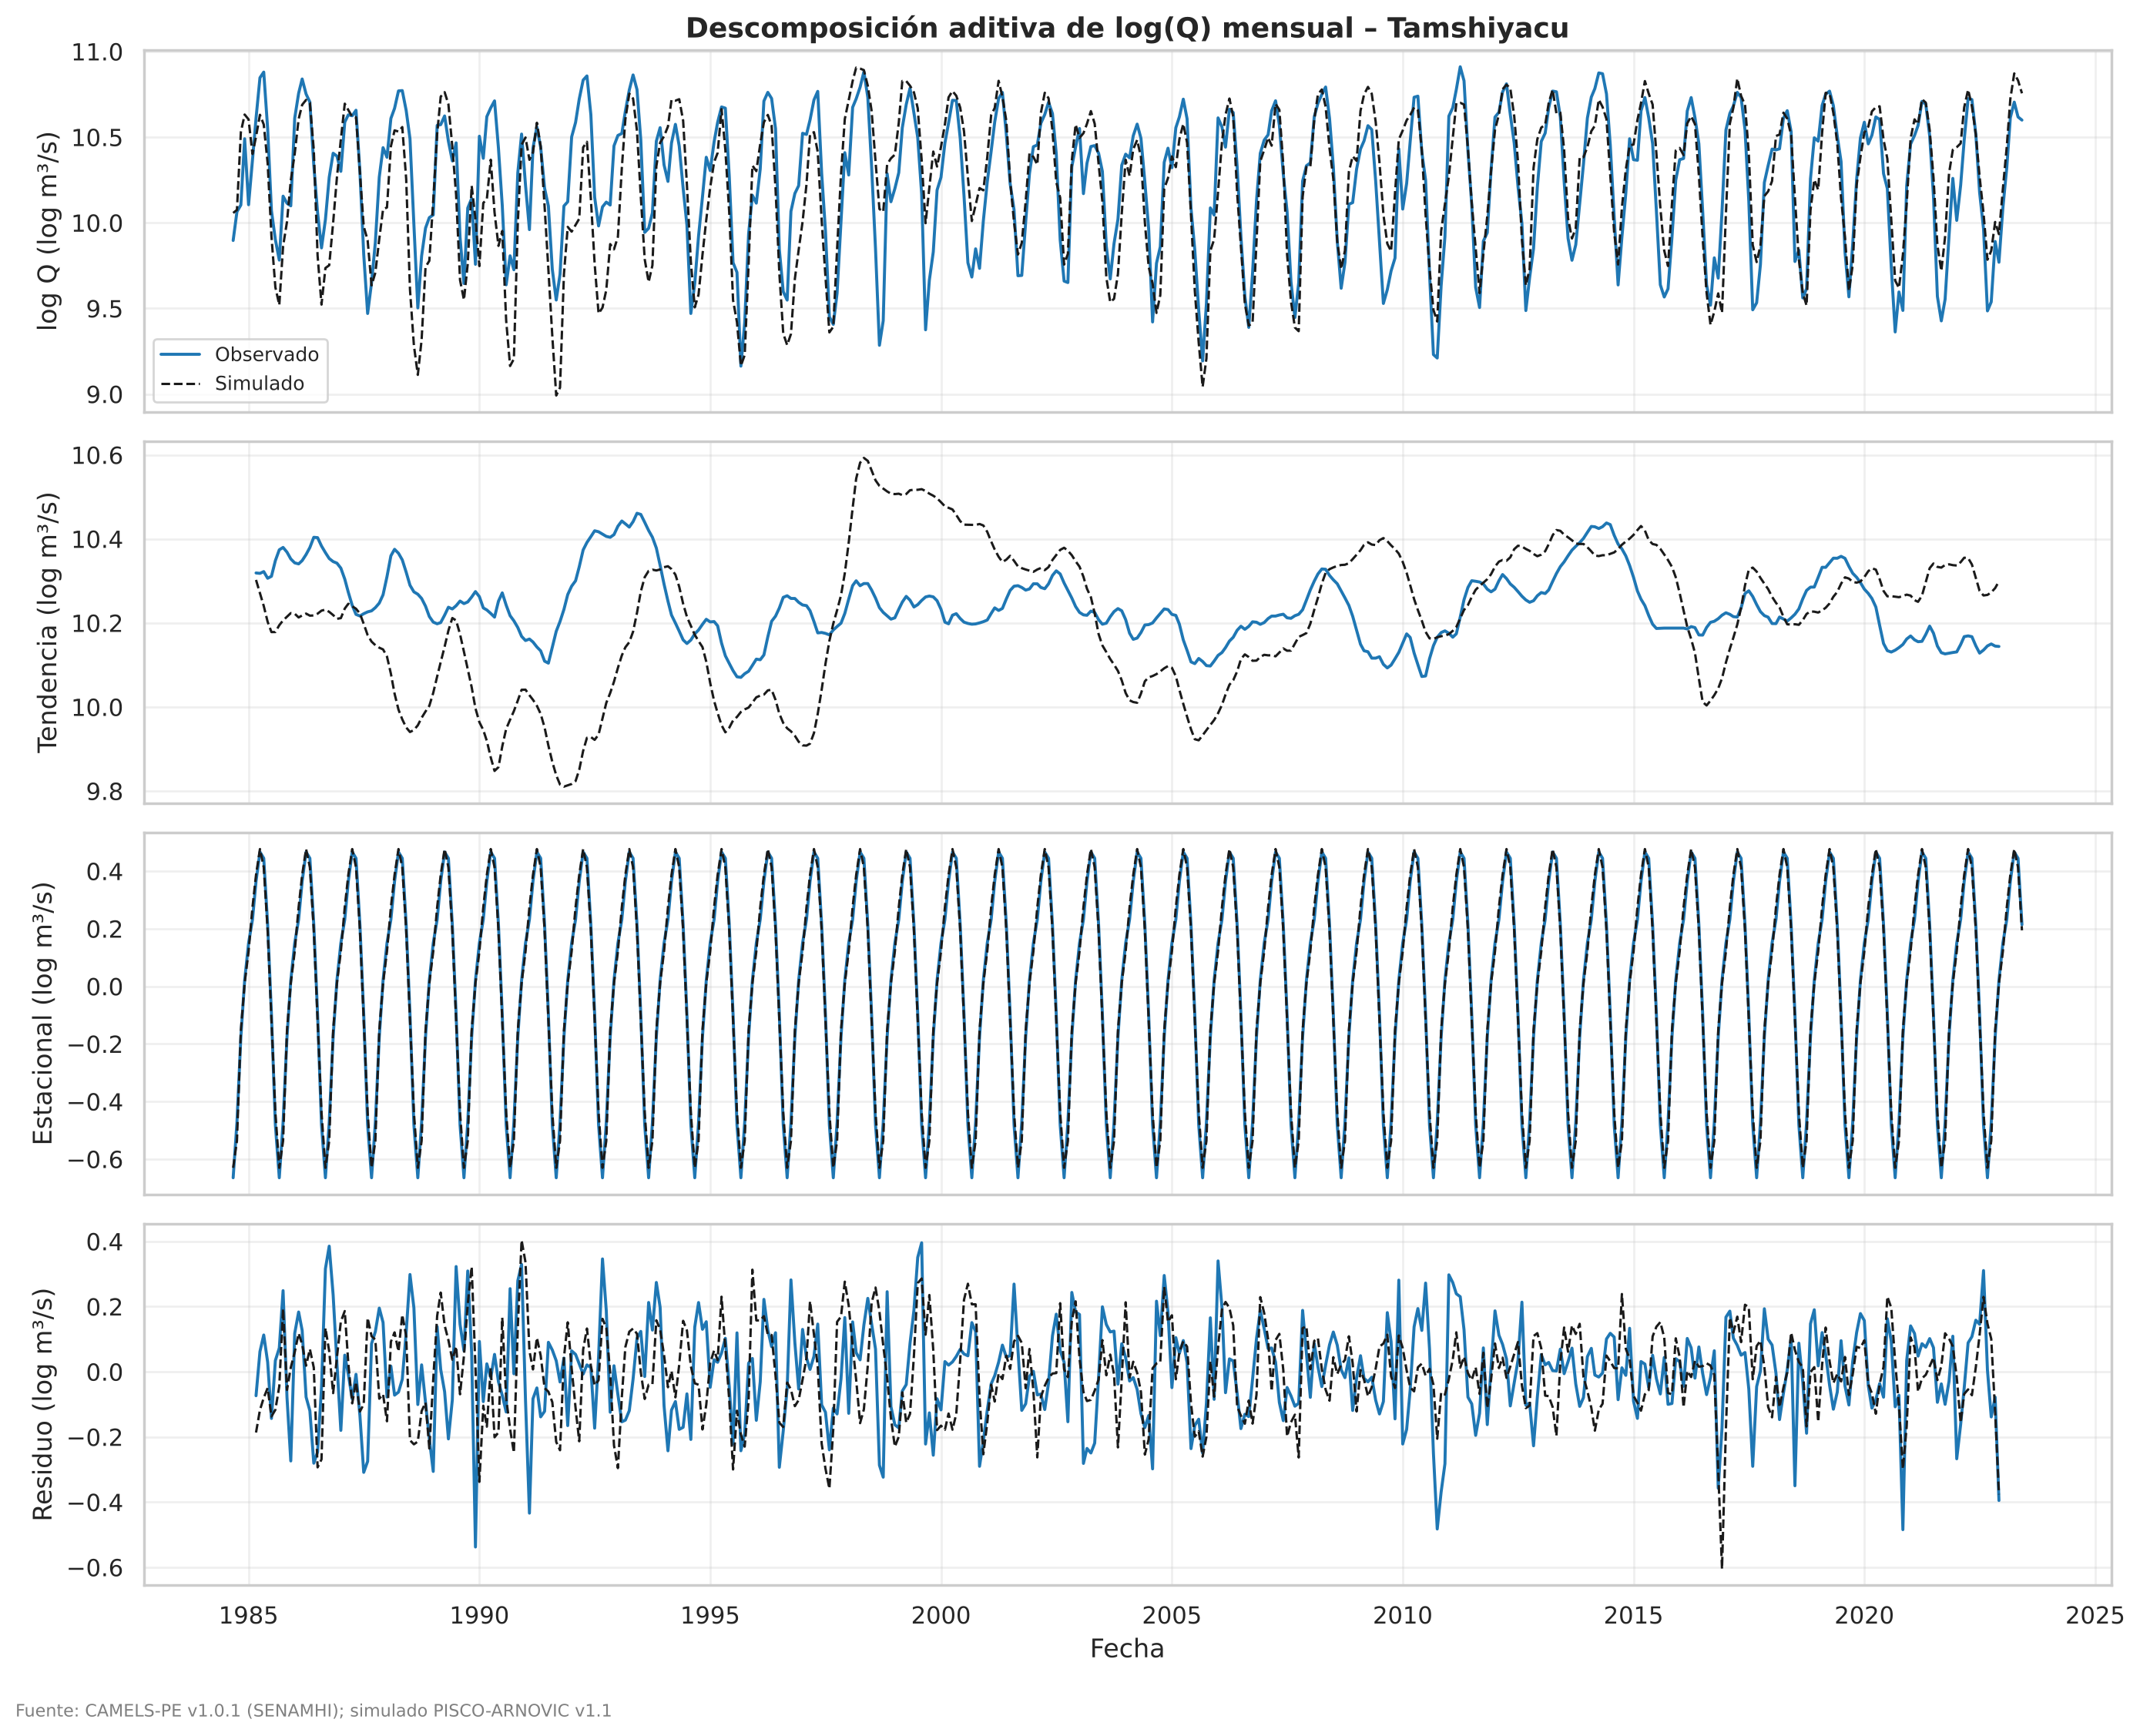 Descomposición aditiva de log(Q) mensual – Tamshiyacu
log Q (log m³/s)
11.0
10.5
10.0
9.5
9.0
Observado
Simulado
Tendencia (log m³/s)
10.6
10.4
10.2
10.0
9.8
Estacional (log m³/s)
0.4
0.2
0.0
−0.2
−0.4
−0.6
Residuo (log m³/s)
0.4
0.2
0.0
−0.2
−0.4
−0.6
1985 1990 1995 2000 2005 2010 2015 2020 2025
Fecha
Fuente: CAMELS-PE v1.0.1 (SENAMHI); simulado PISCO-ARNOVIC v1.1